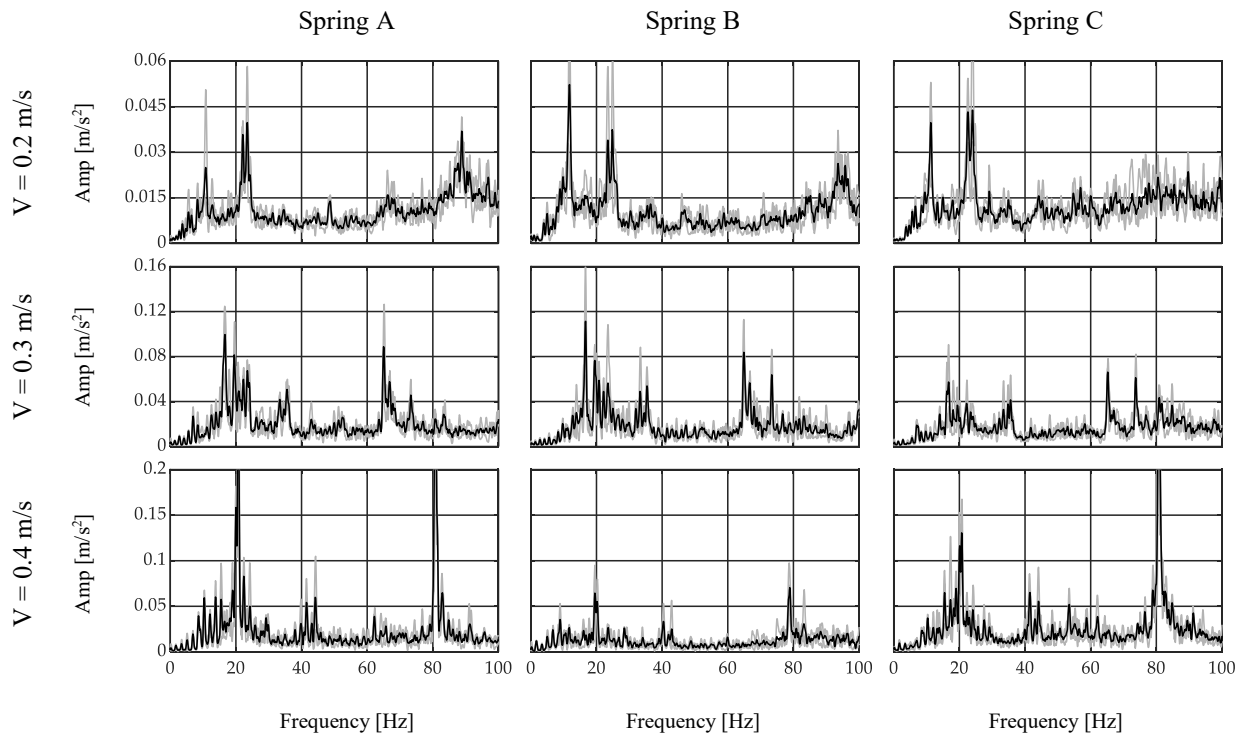 Spring A Spring B Spring C
V = 0.2 m/s
Amp [m/s²]
0.06
0.045
0.03
0.015
0
V = 0.3 m/s
Amp [m/s²]
0.16
0.12
0.08
0.04
0
V = 0.4 m/s
Amp [m/s²]
0.2
0.15
0.1
0.05
0
0 20 40 60 80 100 0 20 40 60 80 100 0 20 40 60 80 100
Frequency [Hz] Frequency [Hz] Frequency [Hz]